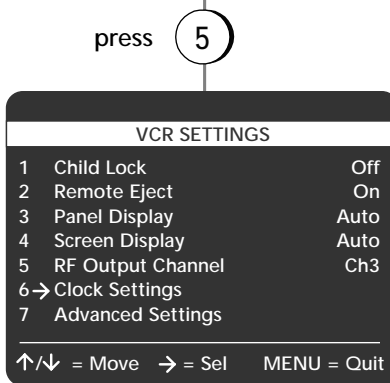 press 5
VCR SETTINGS
1 Child Lock Off
2 Remote Eject On
3 Panel Display Auto
4 Screen Display Auto
5 RF Output Channel Ch3
6→ Clock Settings
7 Advanced Settings
↑/↓ = Move → = Sel MENU = Quit